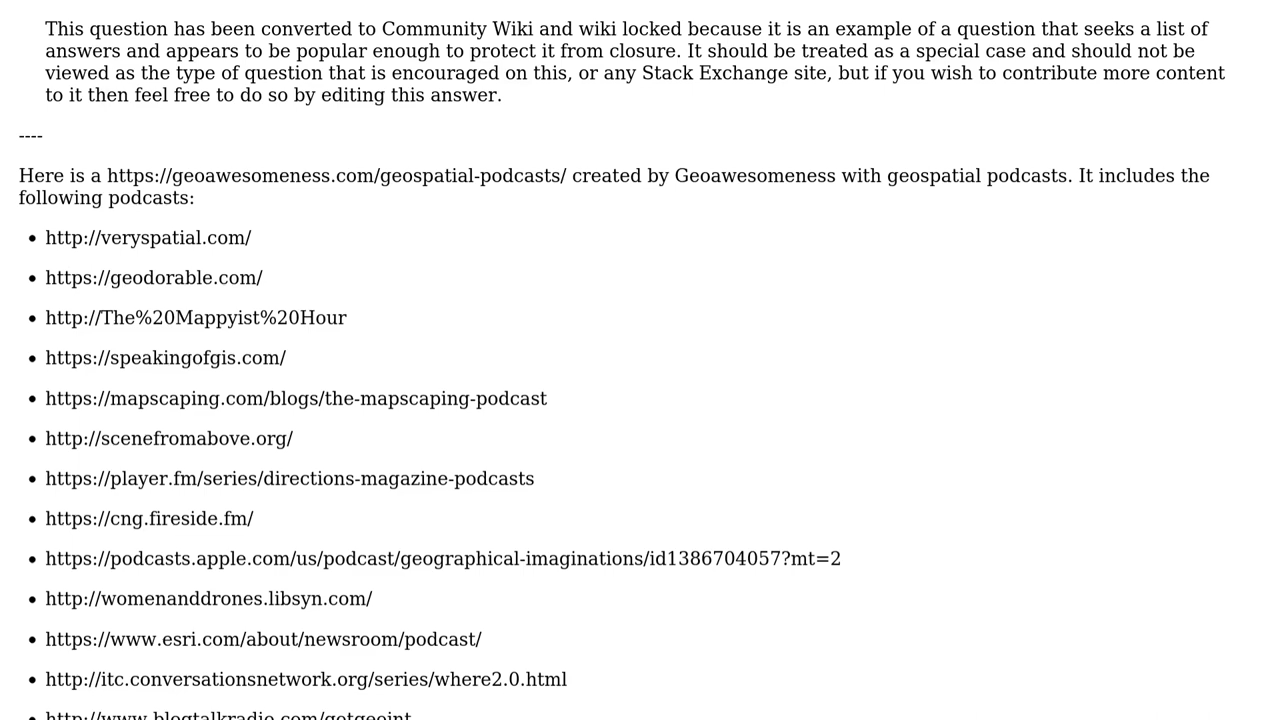 This question has been converted to Community Wiki and wiki locked because it is an example of a question that seeks a list of
answers and appears to be popular enough to protect it from closure. It should be treated as a special case and should not be
viewed as the type of question that is encouraged on this, or any Stack Exchange site, but if you wish to contribute more content
to it then feel free to do so by editing this answer.
----
Here is a https://geoawesomeness.com/geospatial-podcasts/ created by Geoawesomeness with geospatial podcasts. It includes the
following podcasts:
• http://veryspatial.com/
• https://geodorable.com/
• http://The%20Mappyist%20Hour
• https://speakingofgis.com/
• https://mapscaping.com/blogs/the-mapscaping-podcast
• http://scenefromabove.org/
• https://player.fm/series/directions-magazine-podcasts
• https://cng.fireside.fm/
• https://podcasts.apple.com/us/podcast/geographical-imaginations/id1386704057?mt=2
• http://womenanddrones.libsyn.com/
• https://www.esri.com/about/newsroom/podcast/
• http://itc.conversationsnetwork.org/series/where2.0.html
• http://www.blogtalkradio.com/gotgeoint